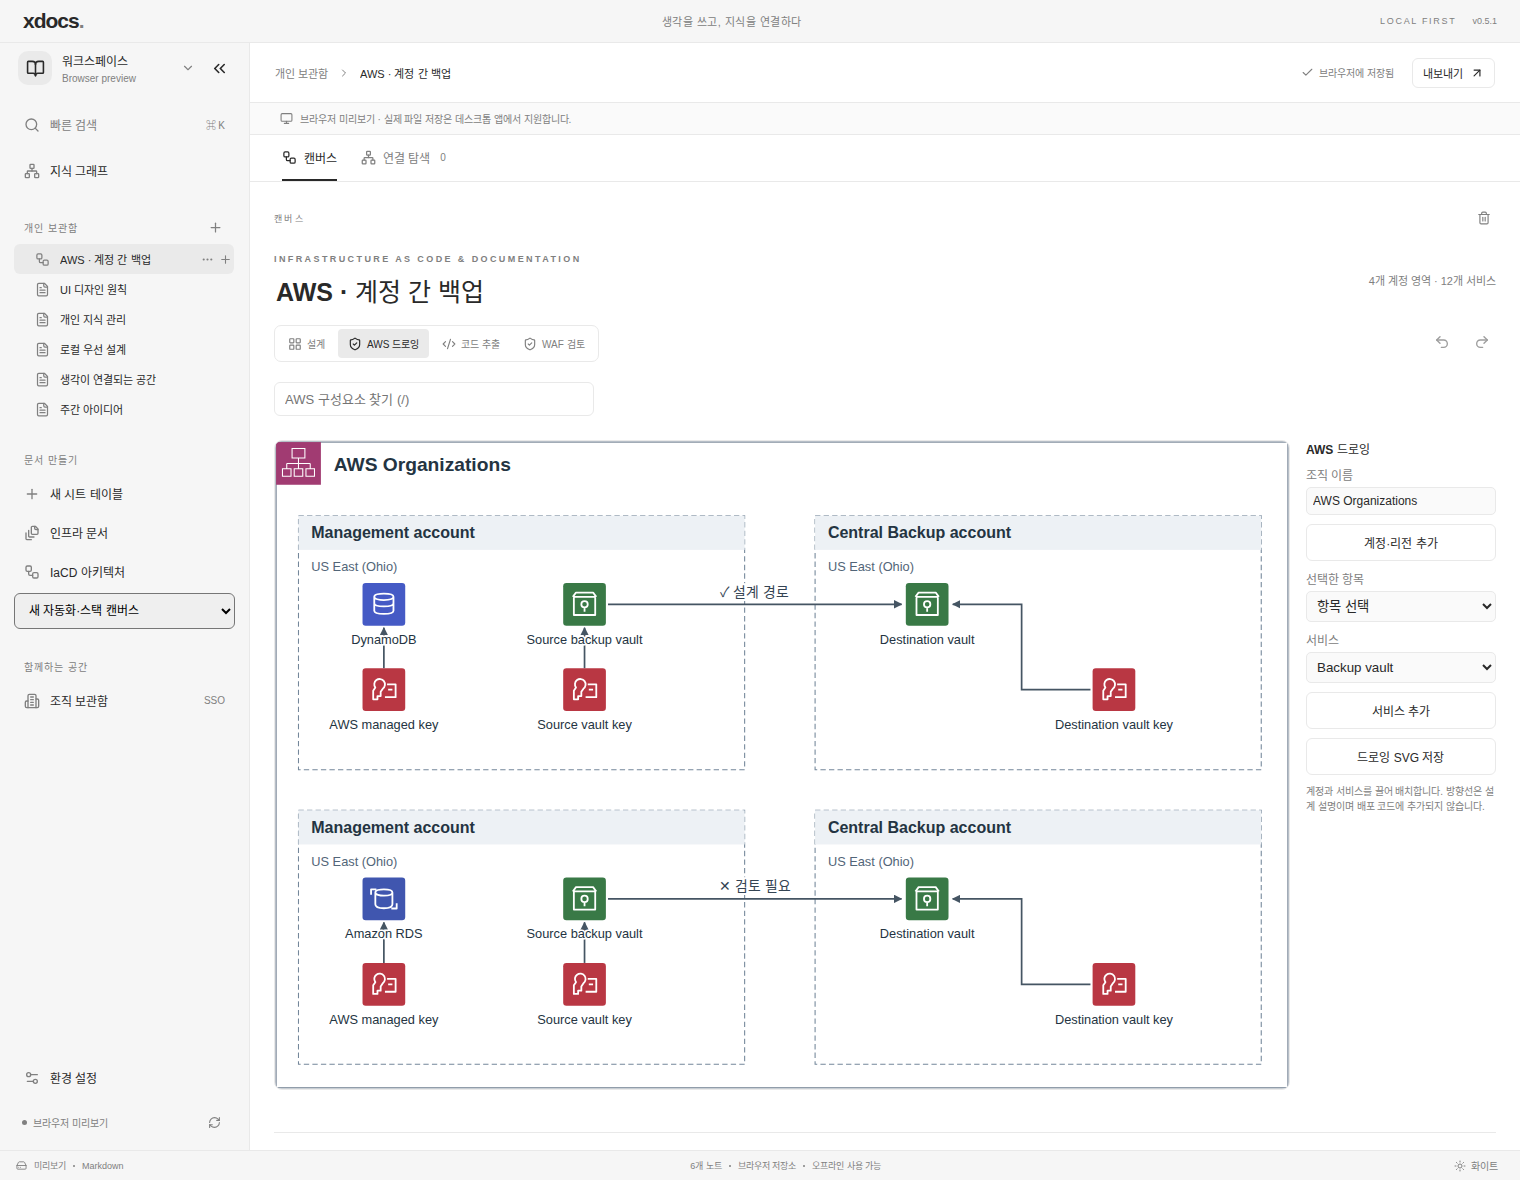 xdocs.
생각을 쓰고, 지식을 연결하다
LOCAL FIRST
v0.5.1
워크스페이스
Browser preview
빠른 검색
⌘K
지식 그래프
개인 보관함
AWS · 계정 간 백업
UI 디자인 원칙
개인 지식 관리
로컬 우선 설계
생각이 연결되는 공간
주간 아이디어
문서 만들기
새 시트 테이블
인프라 문서
IaCD 아키텍처
새 자동화·스택 캔버스
함께하는 공간
조직 보관함
SSO
환경 설정
브라우저 미리보기
개인 보관함
AWS · 계정 간 백업
브라우저에 저장됨
내보내기
브라우저 미리보기 · 실제 파일 저장은 데스크톱 앱에서 지원합니다.
캔버스
연결 탐색 0
캔버스
INFRASTRUCTURE AS CODE & DOCUMENTATION
AWS · 계정 간 백업
4개 계정 영역 · 12개 서비스
설계
AWS 드로잉
코드 추출
WAF 검토
AWS 구성요소 찾기 (/)
AWS Organizations
Management account
US East (Ohio)
DynamoDB
Source backup vault
AWS managed key
Source vault key
✓ 설계 경로
Central Backup account
US East (Ohio)
Destination vault
Destination vault key
Management account
US East (Ohio)
Amazon RDS
Source backup vault
AWS managed key
Source vault key
✕ 검토 필요
Central Backup account
US East (Ohio)
Destination vault
Destination vault key
AWS 드로잉
조직 이름
AWS Organizations
계정·리전 추가
선택한 항목
항목 선택
서비스
Backup vault
서비스 추가
드로잉 SVG 저장
계정과 서비스를 끌어 배치합니다. 방향선은 설
계 설명이며 배포 코드에 추가되지 않습니다.
미리보기 • Markdown
6개 노트 • 브라우저 저장소 • 오프라인 사용 가능
화이트